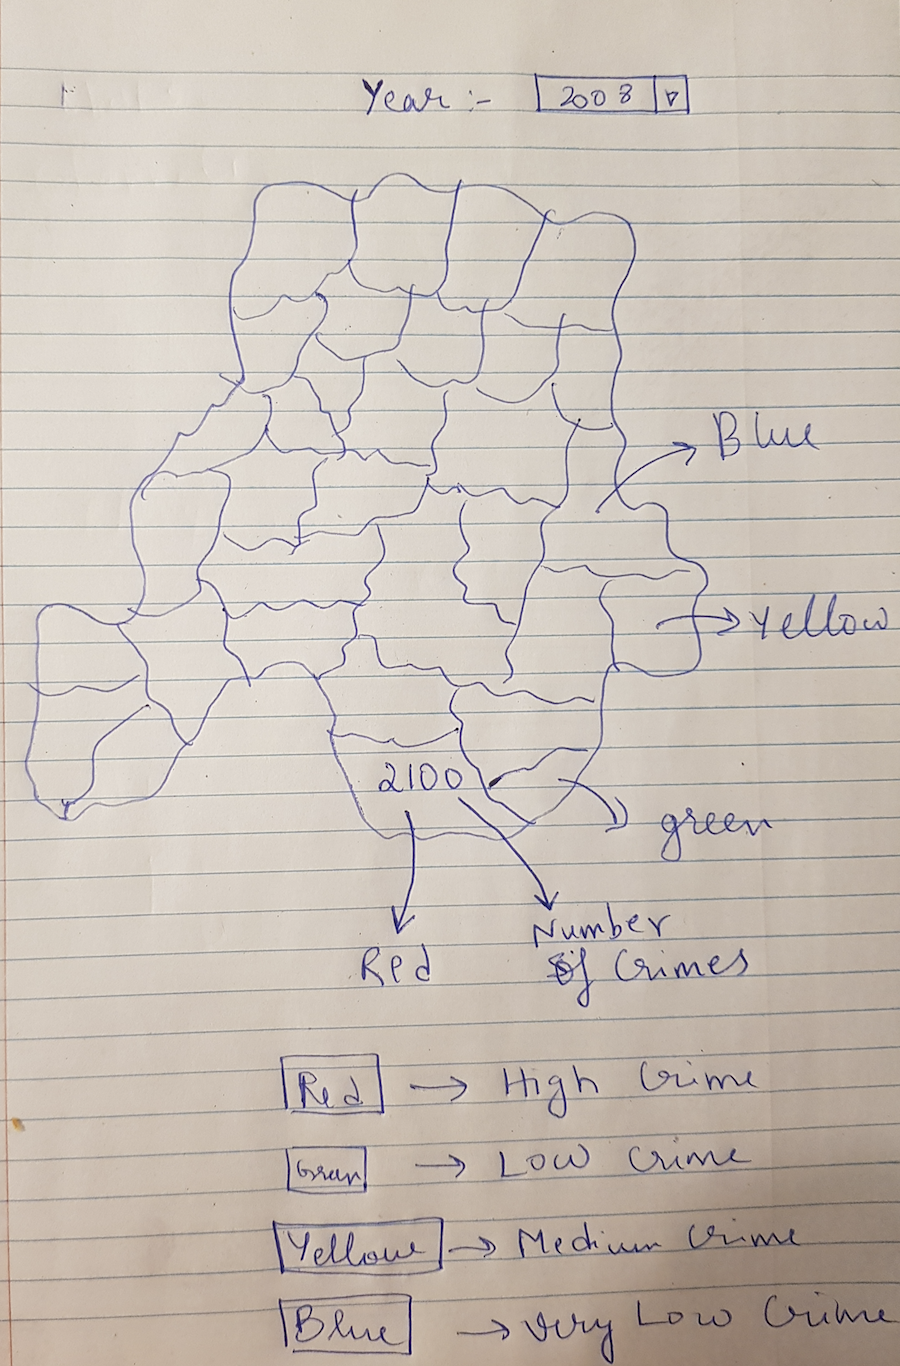 Year :- 2008
Blue
Yellow
2100
green
Number
of Crimes
Red
Red → High Crime
Green → Low Crime
Yellow → Medium Crime
Blue → Very Low Crime